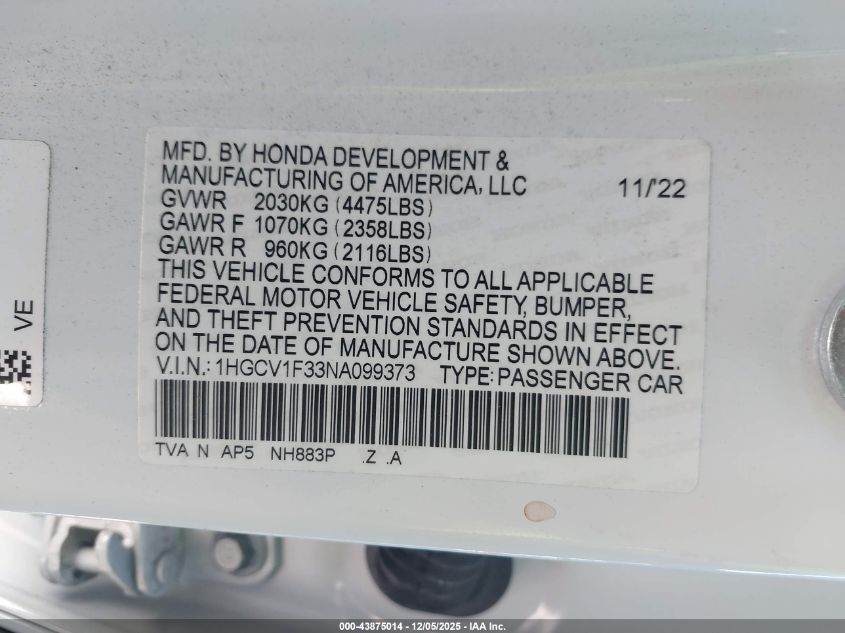 MFD. BY HONDA DEVELOPMENT &
MANUFACTURING OF AMERICA, LLC 11/'22
GVWR 2030KG (4475LBS)
GAWR F 1070KG (2358LBS)
GAWR R 960KG (2116LBS)
THIS VEHICLE CONFORMS TO ALL APPLICABLE
FEDERAL MOTOR VEHICLE SAFETY, BUMPER,
AND THEFT PREVENTION STANDARDS IN EFFECT
ON THE DATE OF MANUFACTURE SHOWN ABOVE.
V.I.N.: 1HGCV1F33NA099373 TYPE: PASSENGER CAR
TVA N AP5 NH883P .Z .A
VE
000-43875014 - 12/05/2025 - IAA Inc.